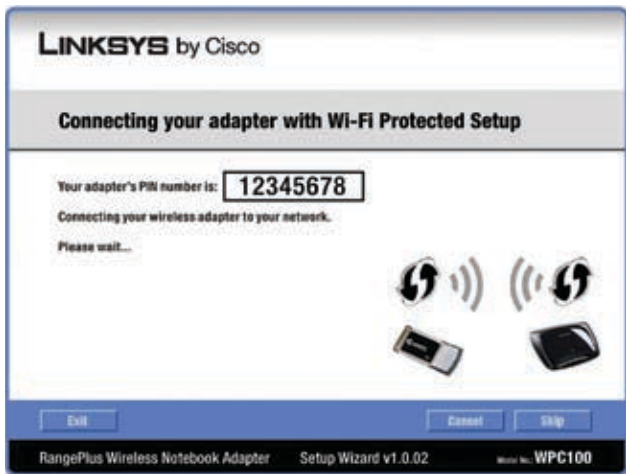 LINKSYS by Cisco
Connecting your adapter with Wi-Fi Protected Setup
Your adapter's PIN number is: 12345678
Connecting your wireless adapter to your network.
Please wait...
Exit Cancel Skip
RangePlus Wireless Notebook Adapter Setup Wizard v1.0.02 Model No. WPC100